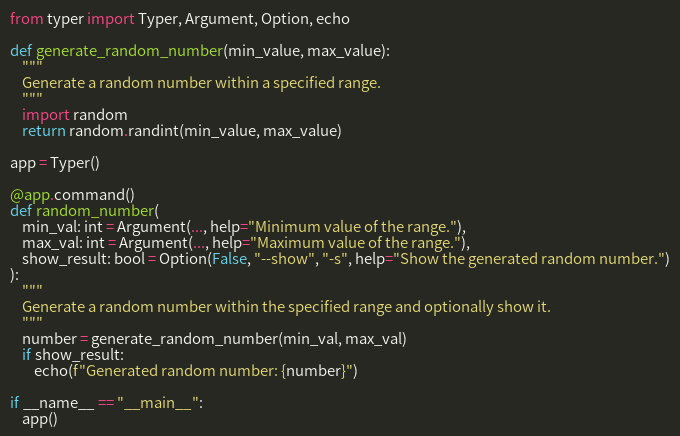 from typer import Typer, Argument, Option, echo

def generate_random_number(min_value, max_value):
    """
    Generate a random number within a specified range.
    """
    import random
    return random.randint(min_value, max_value)

app = Typer()

@app.command()
def random_number(
    min_val: int = Argument(..., help="Minimum value of the range."),
    max_val: int = Argument(..., help="Maximum value of the range."),
    show_result: bool = Option(False, "--show", "-s", help="Show the generated random number.")
):
    """
    Generate a random number within the specified range and optionally show it.
    """
    number = generate_random_number(min_val, max_val)
    if show_result:
        echo(f"Generated random number: {number}")

if __name__ == "__main__":
    app()